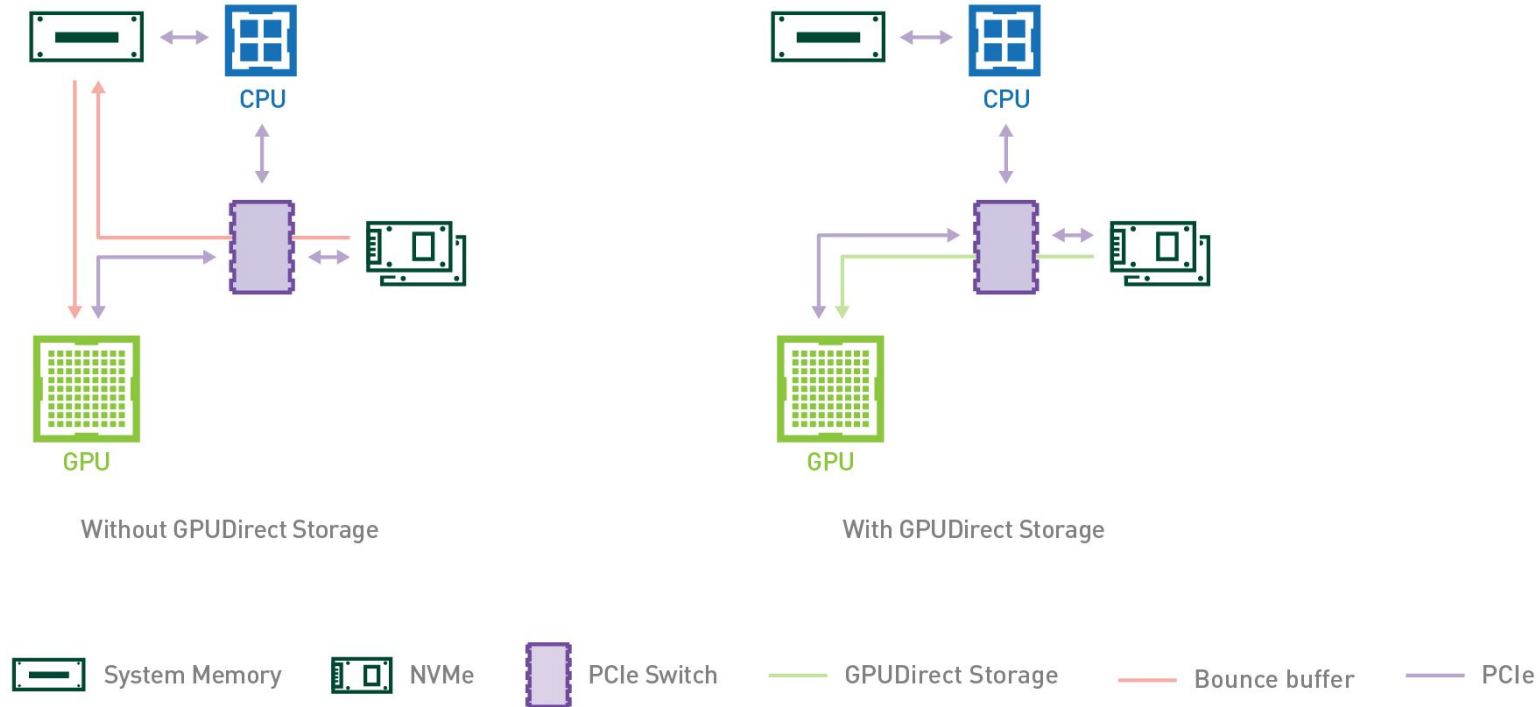 CPU
CPU
GPU
GPU
Without GPUDirect Storage
With GPUDirect Storage
System Memory
NVMe
PCIe Switch
GPUDirect Storage
Bounce buffer
PCIe